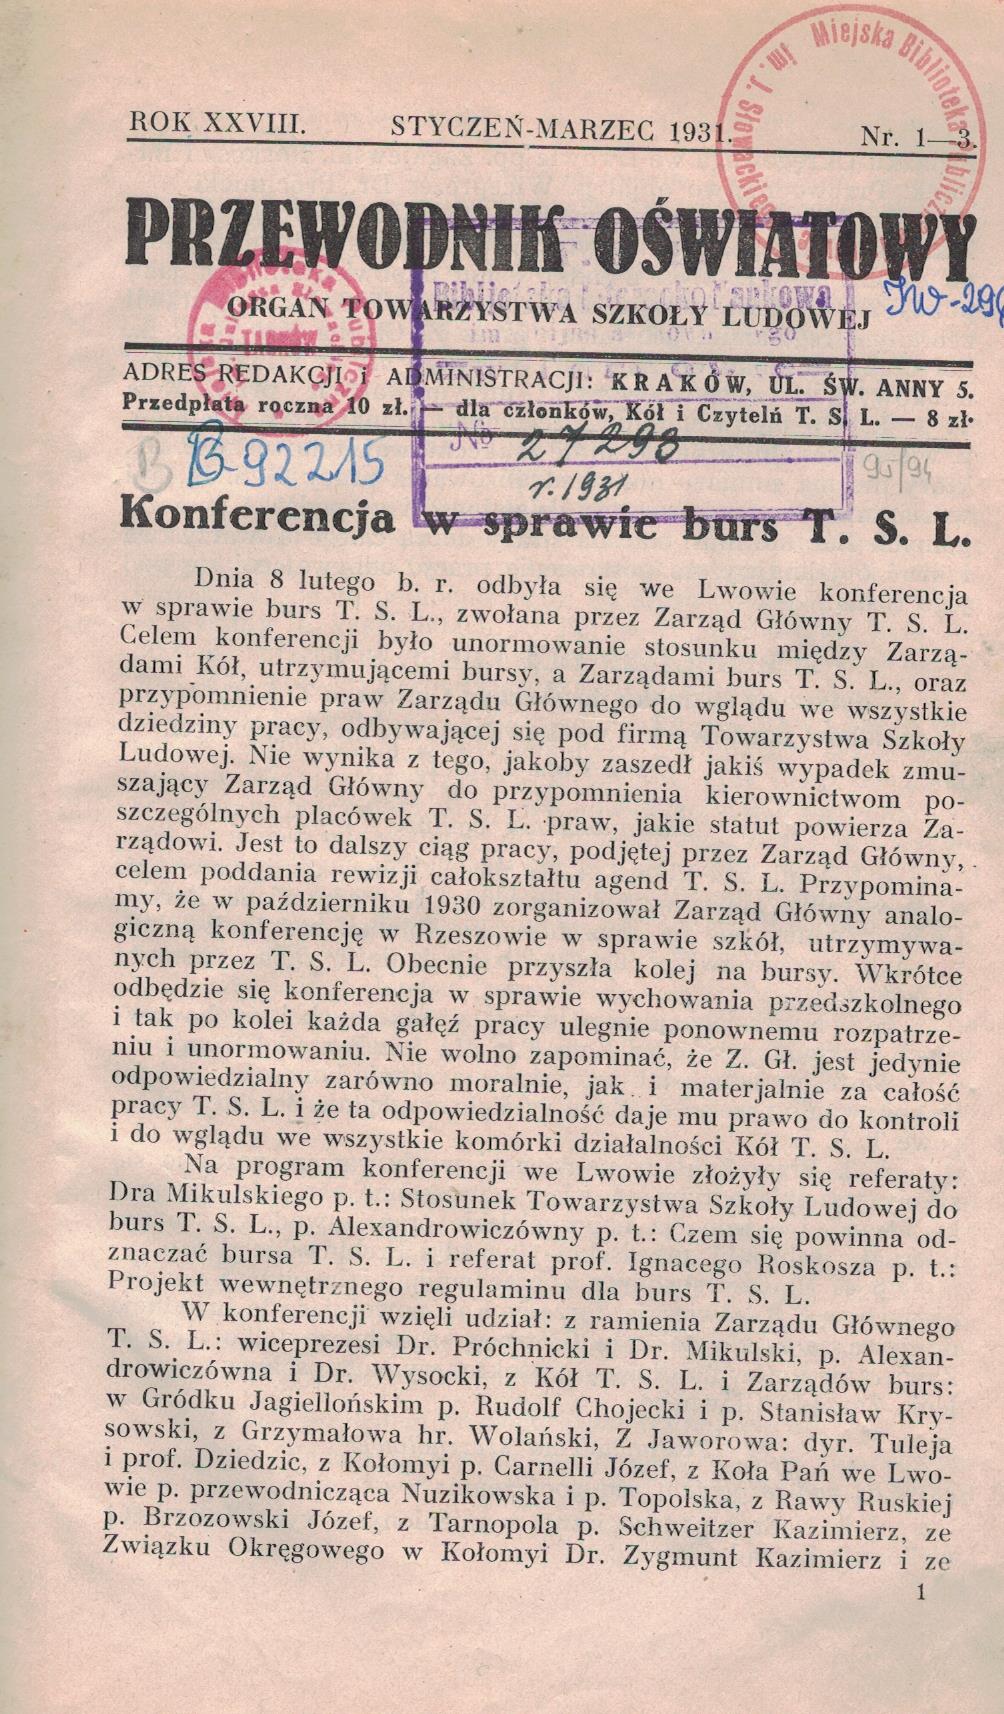 Miejska Biblioteka Publiczna
im. J. Słowackiego
ROK XXVIII. STYCZEŃ-MARZEC 1931. Nr. 1—3.
PRZEWODNIK OŚWIATOWY
ORGAN TOWARZYSTWA SZKOŁY LUDOWEJ
ADRES REDAKCJI i ADMINISTRACJI: KRAKÓW, UL. ŚW. ANNY 5.
Przedpłata roczna 10 zł. — dla członków, Kół i Czytelń T. S. L. — 8 zł.
B B92215
№ 27293
r. 1931
95/94
Konferencja w sprawie burs T. S. L.
Dnia 8 lutego b. r. odbyła się we Lwowie konferencja
w sprawie burs T. S. L., zwołana przez Zarząd Główny T. S. L.
Celem konferencji było unormowanie stosunku między Zarzą-
dami Kół, utrzymującemi bursy, a Zarządami burs T. S. L., oraz
przypomnienie praw Zarządu Głównego do wglądu we wszystkie
dziedziny pracy, odbywającej się pod firmą Towarzystwa Szkoły
Ludowej. Nie wynika z tego, jakoby zaszedł jakiś wypadek zmu-
szający Zarząd Główny do przypomnienia kierownictwom po-
szczególnych placówek T. S. L. praw, jakie statut powierza Za-
rządowi. Jest to dalszy ciąg pracy, podjętej przez Zarząd Główny,
celem poddania rewizji całokształtu agend T. S. L. Przypomina-
my, że w październiku 1930 zorganizował Zarząd Główny analo-
giczną konferencję w Rzeszowie w sprawie szkół, utrzymywa-
nych przez T. S. L. Obecnie przyszła kolej na bursy. Wkrótce
odbędzie się konferencja w sprawie wychowania przedszkolnego
i tak po kolei każda gałęź pracy ulegnie ponownemu rozpatrze-
niu i unormowaniu. Nie wolno zapominać, że Z. Gł. jest jedynie
odpowiedzialny zarówno moralnie, jak i materjalnie za całość
pracy T. S. L. i że ta odpowiedzialność daje mu prawo do kontroli
i do wglądu we wszystkie komórki działalności Kół T. S. L.
Na program konferencji we Lwowie złożyły się referaty:
Dra Mikulskiego p. t.: Stosunek Towarzystwa Szkoły Ludowej do
burs T. S. L., p. Alexandrowiczówny p. t.: Czem się powinna od-
znaczać bursa T. S. L. i referat prof. Ignacego Roskosza p. t.:
Projekt wewnętrznego regulaminu dla burs T. S. L.
W konferencji wzięli udział: z ramienia Zarządu Głównego
T. S. L.: wiceprezesi Dr. Próchnicki i Dr. Mikulski, p. Alexan-
drowiczówna i Dr. Wysocki, z Kół T. S. L. i Zarządów burs:
w Gródku Jagiellońskim p. Rudolf Chojecki i p. Stanisław Kry-
sowski, z Grzymałowa hr. Wolański, Z Jaworowa: dyr. Tuleja
i prof. Dziedzic, z Kołomyi p. Carnelli Józef, z Koła Pań we Lwo-
wie p. przewodnicząca Nuzikowska i p. Topolska, z Rawy Ruskiej
p. Brzozowski Józef, z Tarnopola p. Schweitzer Kazimierz, ze
Związku Okręgowego w Kołomyi Dr. Zygmunt Kazimierz i ze
1